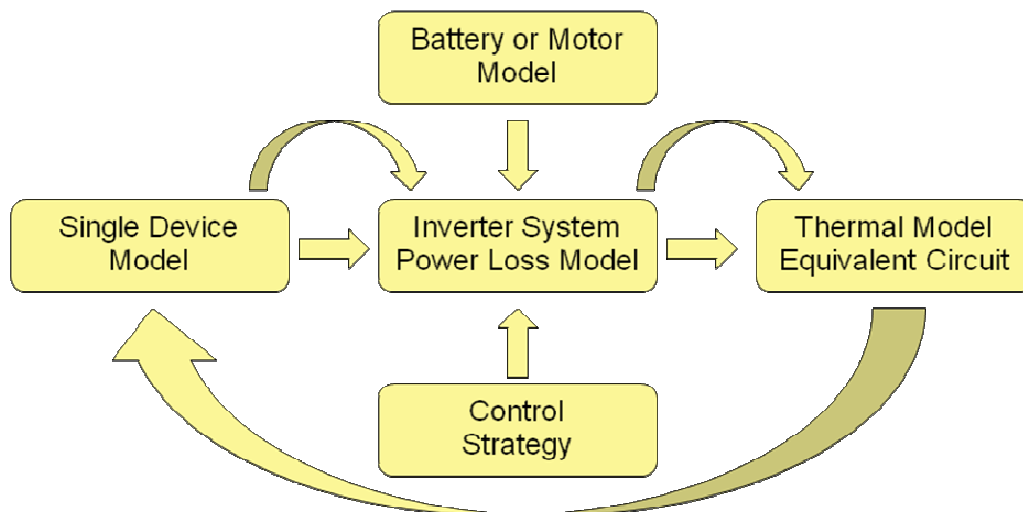 Battery or Motor
Model
Single Device
Model
Inverter System
Power Loss Model
Thermal Model
Equivalent Circuit
Control
Strategy